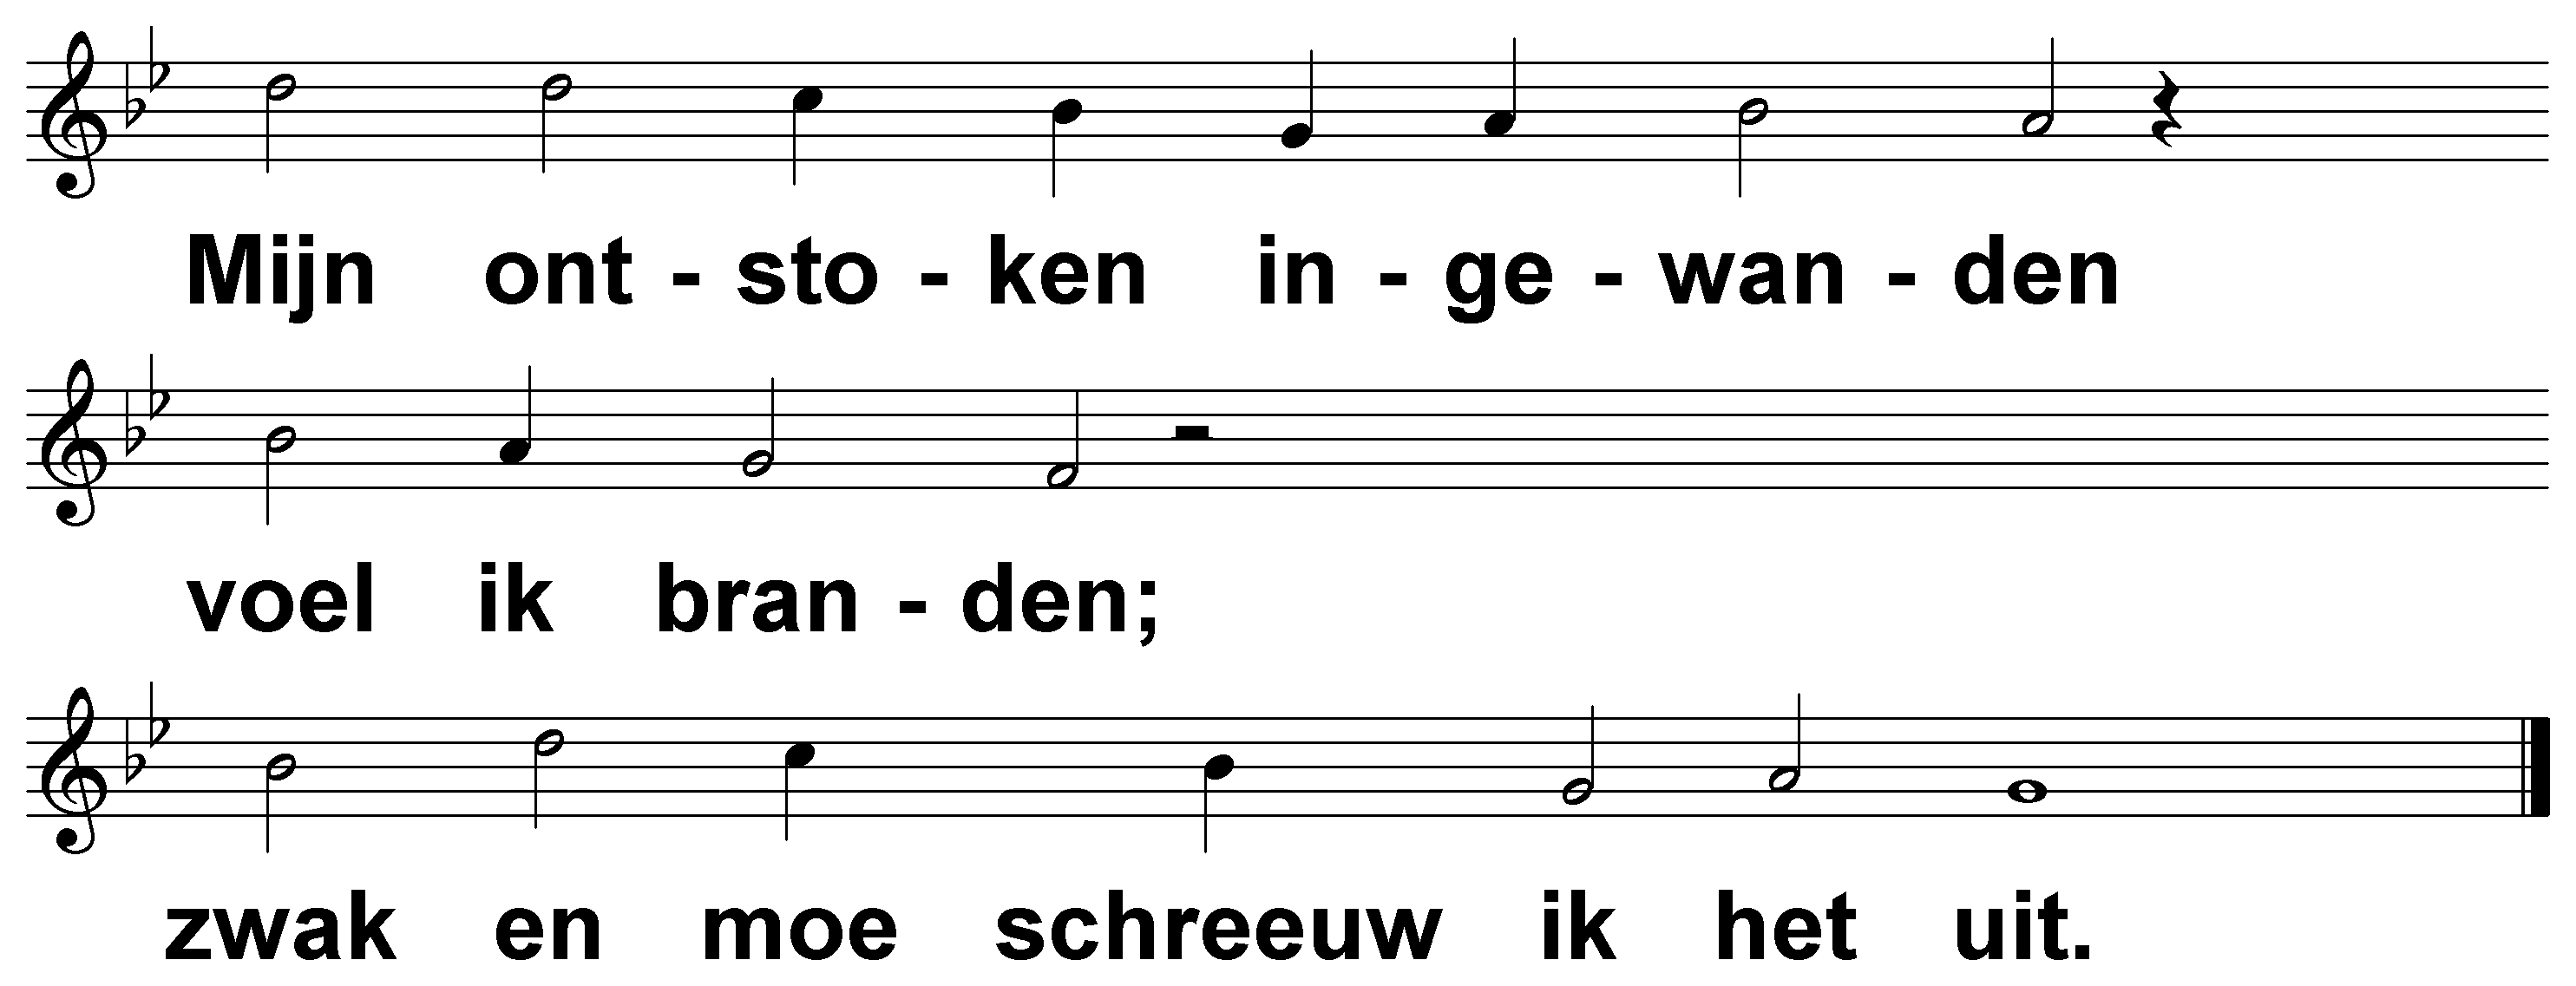 Mijn ont - sto - ken in - ge - wan - den
voel ik bran - den;
zwak en moe schreeuw ik het uit.